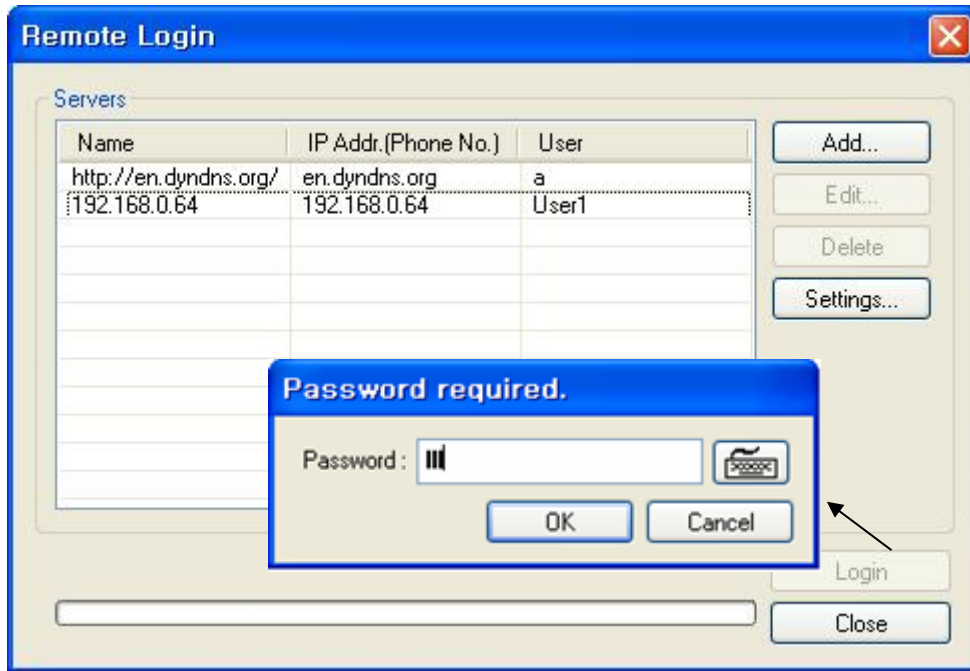 Remote Login
Servers
Name IP Addr.(Phone No.) User
http://en.dyndns.org/ en.dyndns.org a
192.168.0.64 192.168.0.64 User1
Add...
Edit...
Delete
Settings...
Password required.
Password :
OK Cancel
Login
Close